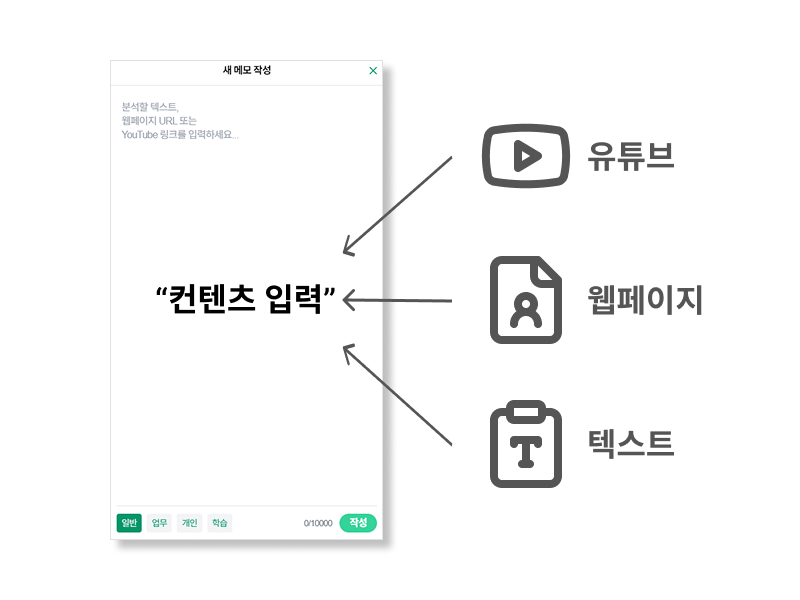 새 메모 작성
분석할 텍스트,
웹페이지 URL 또는
YouTube 링크를 입력하세요...
“컨텐츠 입력”
유튜브
웹페이지
텍스트
일반 업무 개인 학습 0/10000 작성